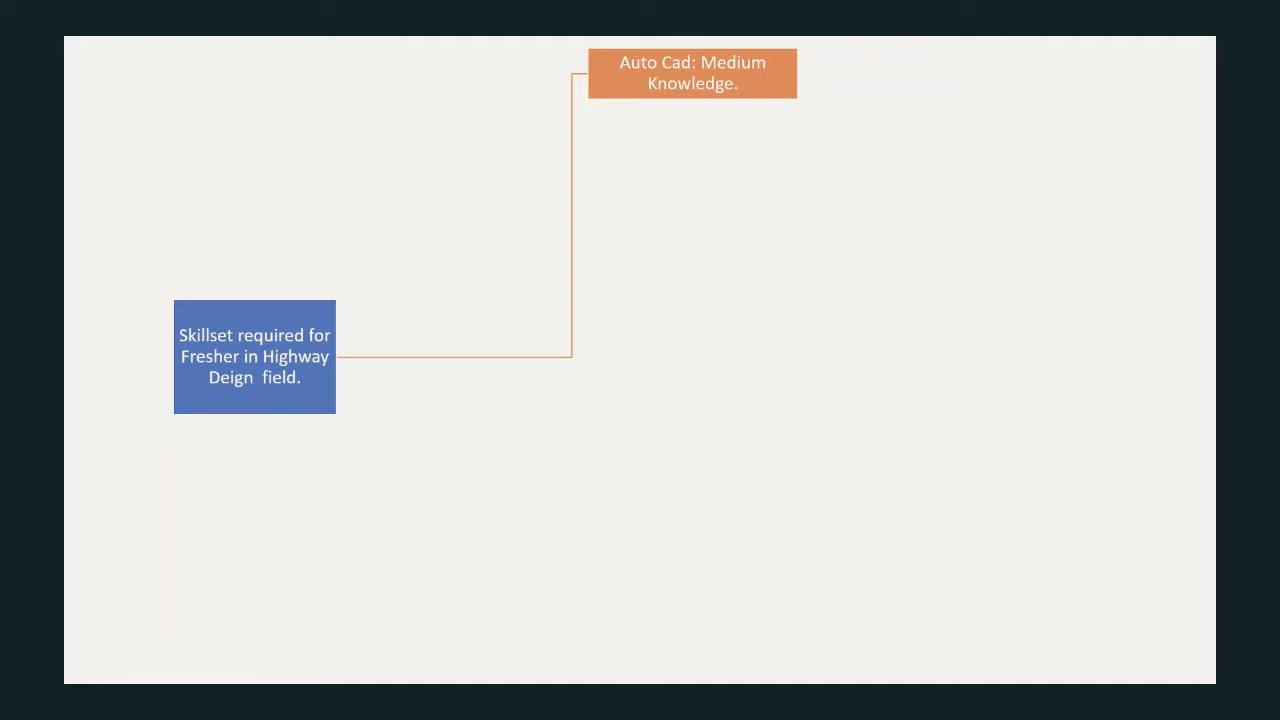 Auto Cad: Medium
Knowledge.
Skillset required for
Fresher in Highway
Deign  field.